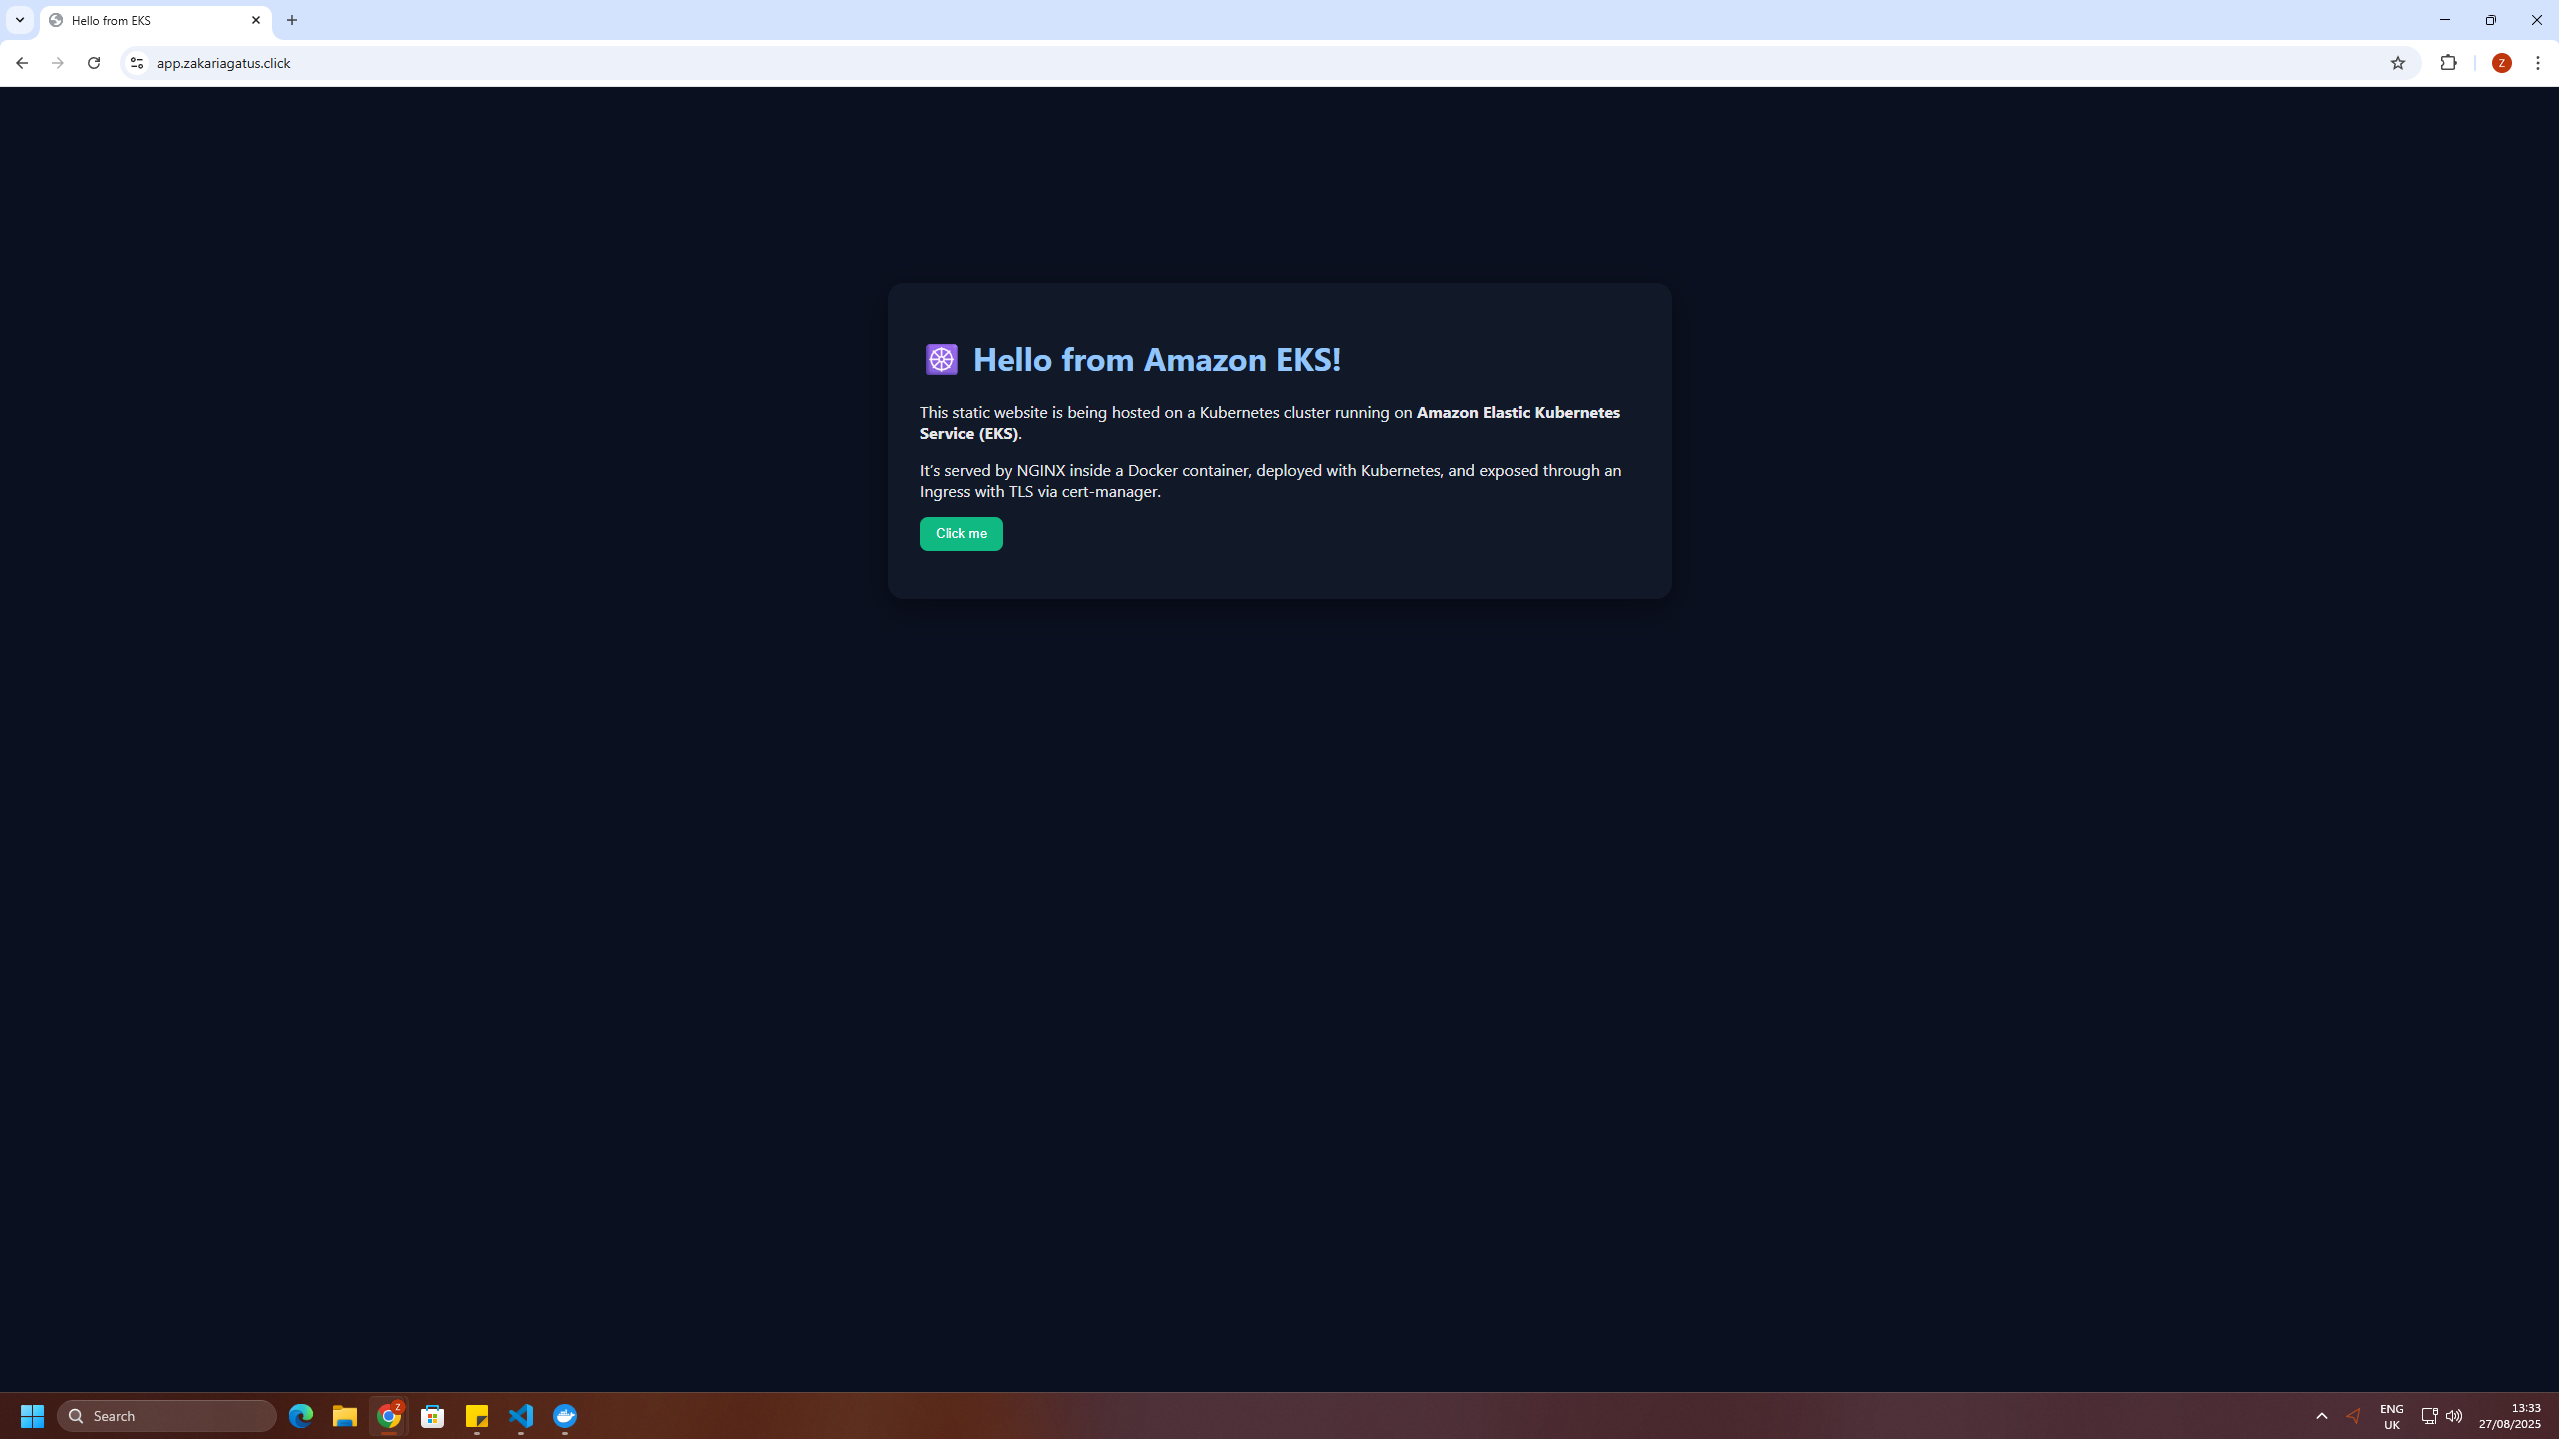 Hello from EKS
app.zakariagatus.click
Z
Hello from Amazon EKS!
This static website is being hosted on a Kubernetes cluster running on Amazon Elastic Kubernetes
Service (EKS).
It’s served by NGINX inside a Docker container, deployed with Kubernetes, and exposed through an
Ingress with TLS via cert-manager.
Click me
Search
Z
ENG
UK
13:33
27/08/2025